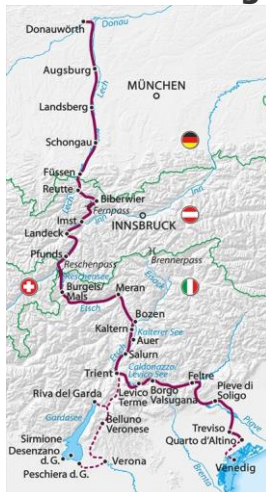 Donauwörth
Donau
Augsburg
Lech
MÜNCHEN
Landsberg
Schongau
Füssen
Reutte
Lech
Biberwier
Fernpass
Inn
Imst
Inn
INNSBRUCK
Landeck
Pfunds
Reschenpass
Brennerpass
Reschensee
Burgeis/
Mals
Meran
Etsch
Eisack
Bozen
Kaltern
Kalterer See
Auer
Salurn
Etsch
Caldonazzo/
Levico See
Trient
Feltre
Riva del Garda
Levico
Terme
Borgo
Valsugana
Pieve di
Soligo
Gardasee
Belluno
Veronese
Piave
Treviso
Sirmione
Desenzano
d. G.
Quarto d'Altino
Brenta
Peschiera d. G.
Verona
Venedig